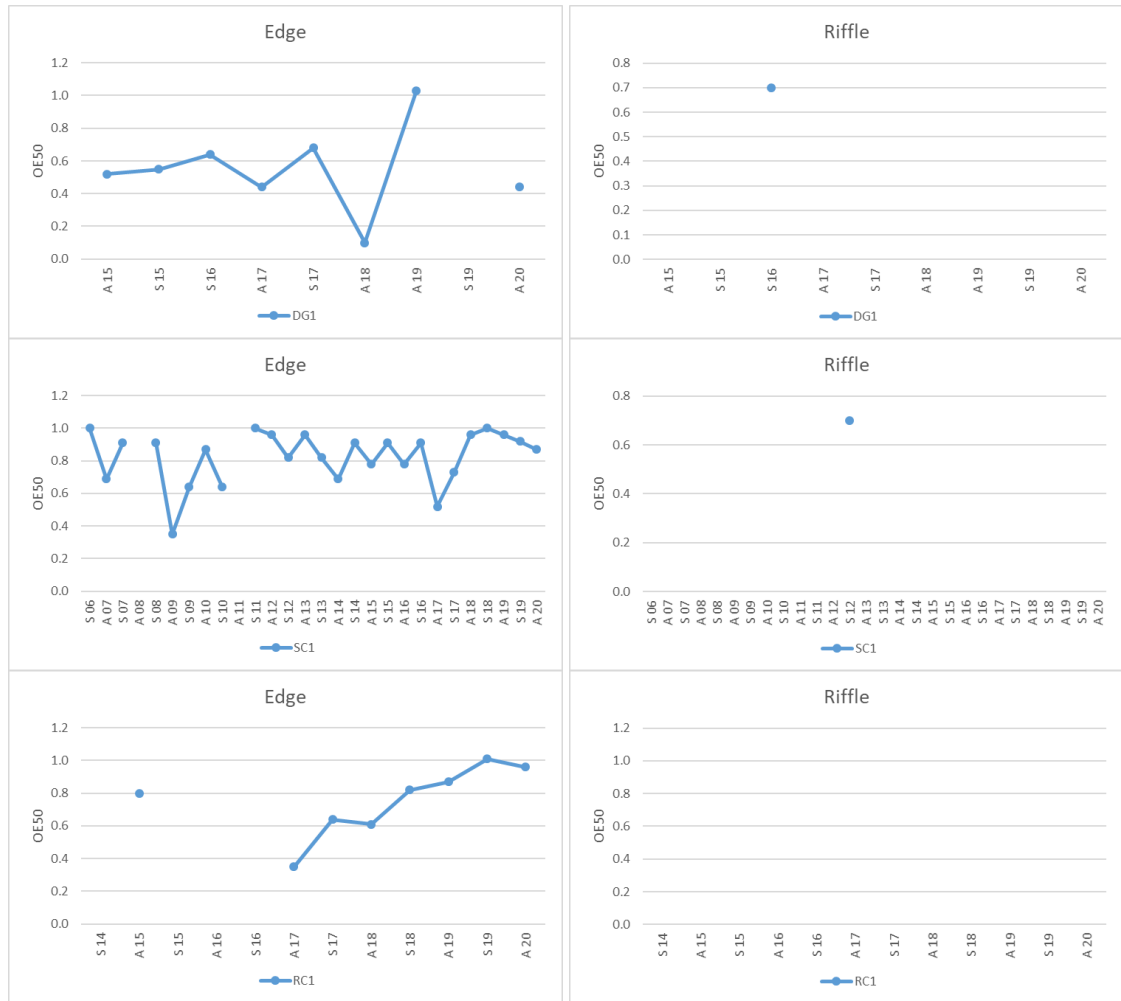 Edge
1.2
1.0
0.8
0.6
0.4
0.2
0.0
OE50
A 15
S 15
S 16
A 17
S 17
A 18
A 19
S 19
A 20
DG1
Riffle
0.8
0.7
0.6
0.5
0.4
0.3
0.2
0.1
0.0
OE50
A 15
S 15
S 16
A 17
S 17
A 18
A 19
S 19
A 20
DG1
Edge
1.2
1.0
0.8
0.6
0.4
0.2
0.0
OE50
S 06
A 07
S 07
A 08
S 08
A 09
S 09
A 10
S 10
A 11
S 11
A 12
S 12
A 13
S 13
A 14
S 14
A 15
S 15
A 16
S 16
A 17
S 17
A 18
S 18
A 19
S 19
A 20
SC1
Riffle
0.8
0.6
0.4
0.2
0.0
OE50
S 06
A 07
S 07
A 08
S 08
A 09
S 09
A 10
S 10
A 11
S 11
A 12
S 12
A 13
S 13
A 14
S 14
A 15
S 15
A 16
S 16
A 17
S 17
A 18
S 18
A 19
S 19
A 20
SC1
Edge
1.2
1.0
0.8
0.6
0.4
0.2
0.0
OE50
S 14
A 15
S 15
A 16
S 16
A 17
S 17
A 18
S 18
A 19
S 19
A 20
RC1
Riffle
1.2
1.0
0.8
0.6
0.4
0.2
0.0
OE50
S 14
A 15
S 15
A 16
S 16
A 17
S 17
A 18
S 18
A 19
S 19
A 20
RC1